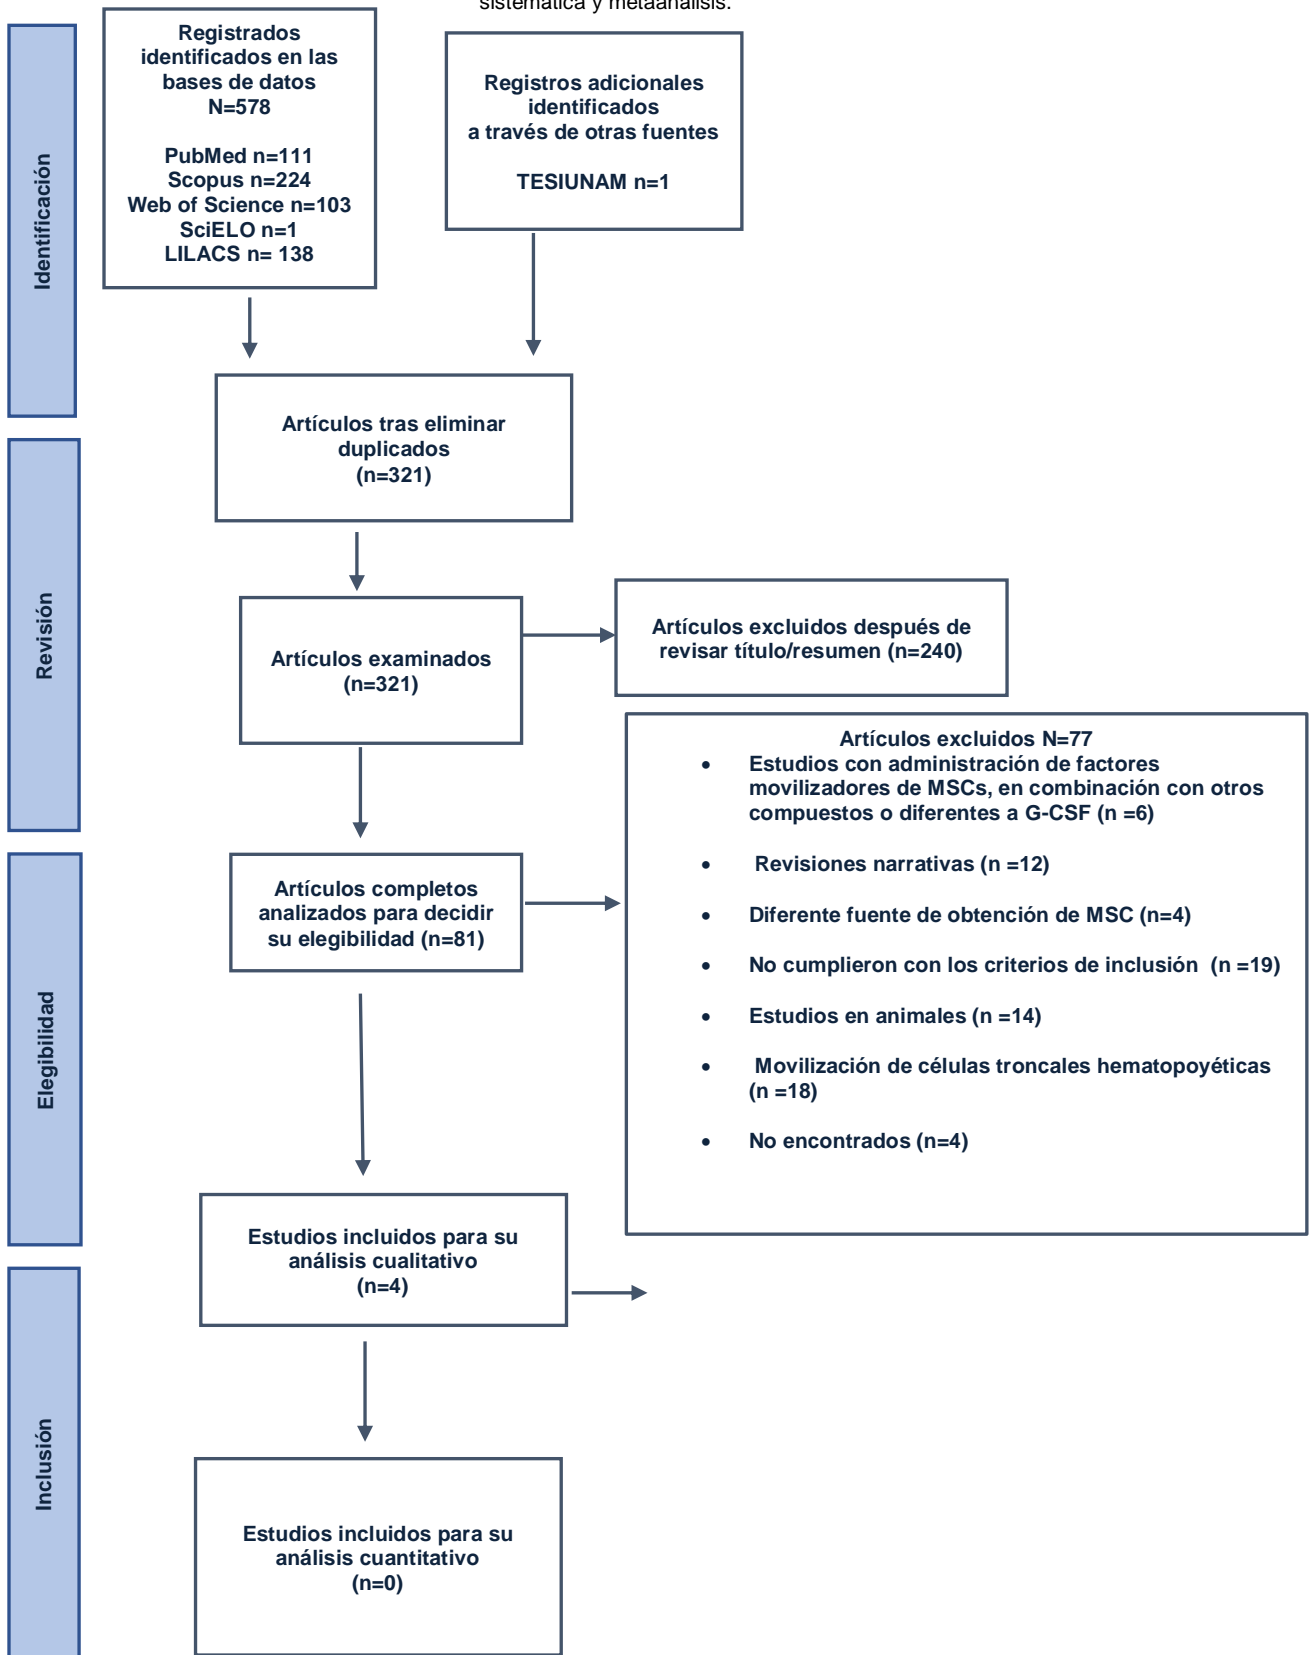 sistemática y metaanálisis.
Identificación
Registrados
identificados en las
bases de datos
N=578
PubMed n=111
Scopus n=224
Web of Science n=103
SciELO n=1
LILACS n= 138
Registros adicionales
identificados
a través de otras fuentes
TESIUNAM n=1
Artículos tras eliminar
duplicados
(n=321)
Revisión
Artículos examinados
(n=321)
Artículos excluidos después de
revisar título/resumen (n=240)
Elegibilidad
Artículos completos
analizados para decidir
su elegibilidad (n=81)
Artículos excluidos N=77
• Estudios con administración de factores
movilizadores de MSCs, en combinación con otros
compuestos o diferentes a G-CSF (n =6)
• Revisiones narrativas (n =12)
• Diferente fuente de obtención de MSC (n=4)
• No cumplieron con los criterios de inclusión (n =19)
• Estudios en animales (n =14)
• Movilización de células troncales hematopoyéticas
(n =18)
• No encontrados (n=4)
Estudios incluidos para su
análisis cualitativo
(n=4)
Inclusión
Estudios incluidos para su
análisis cuantitativo
(n=0)